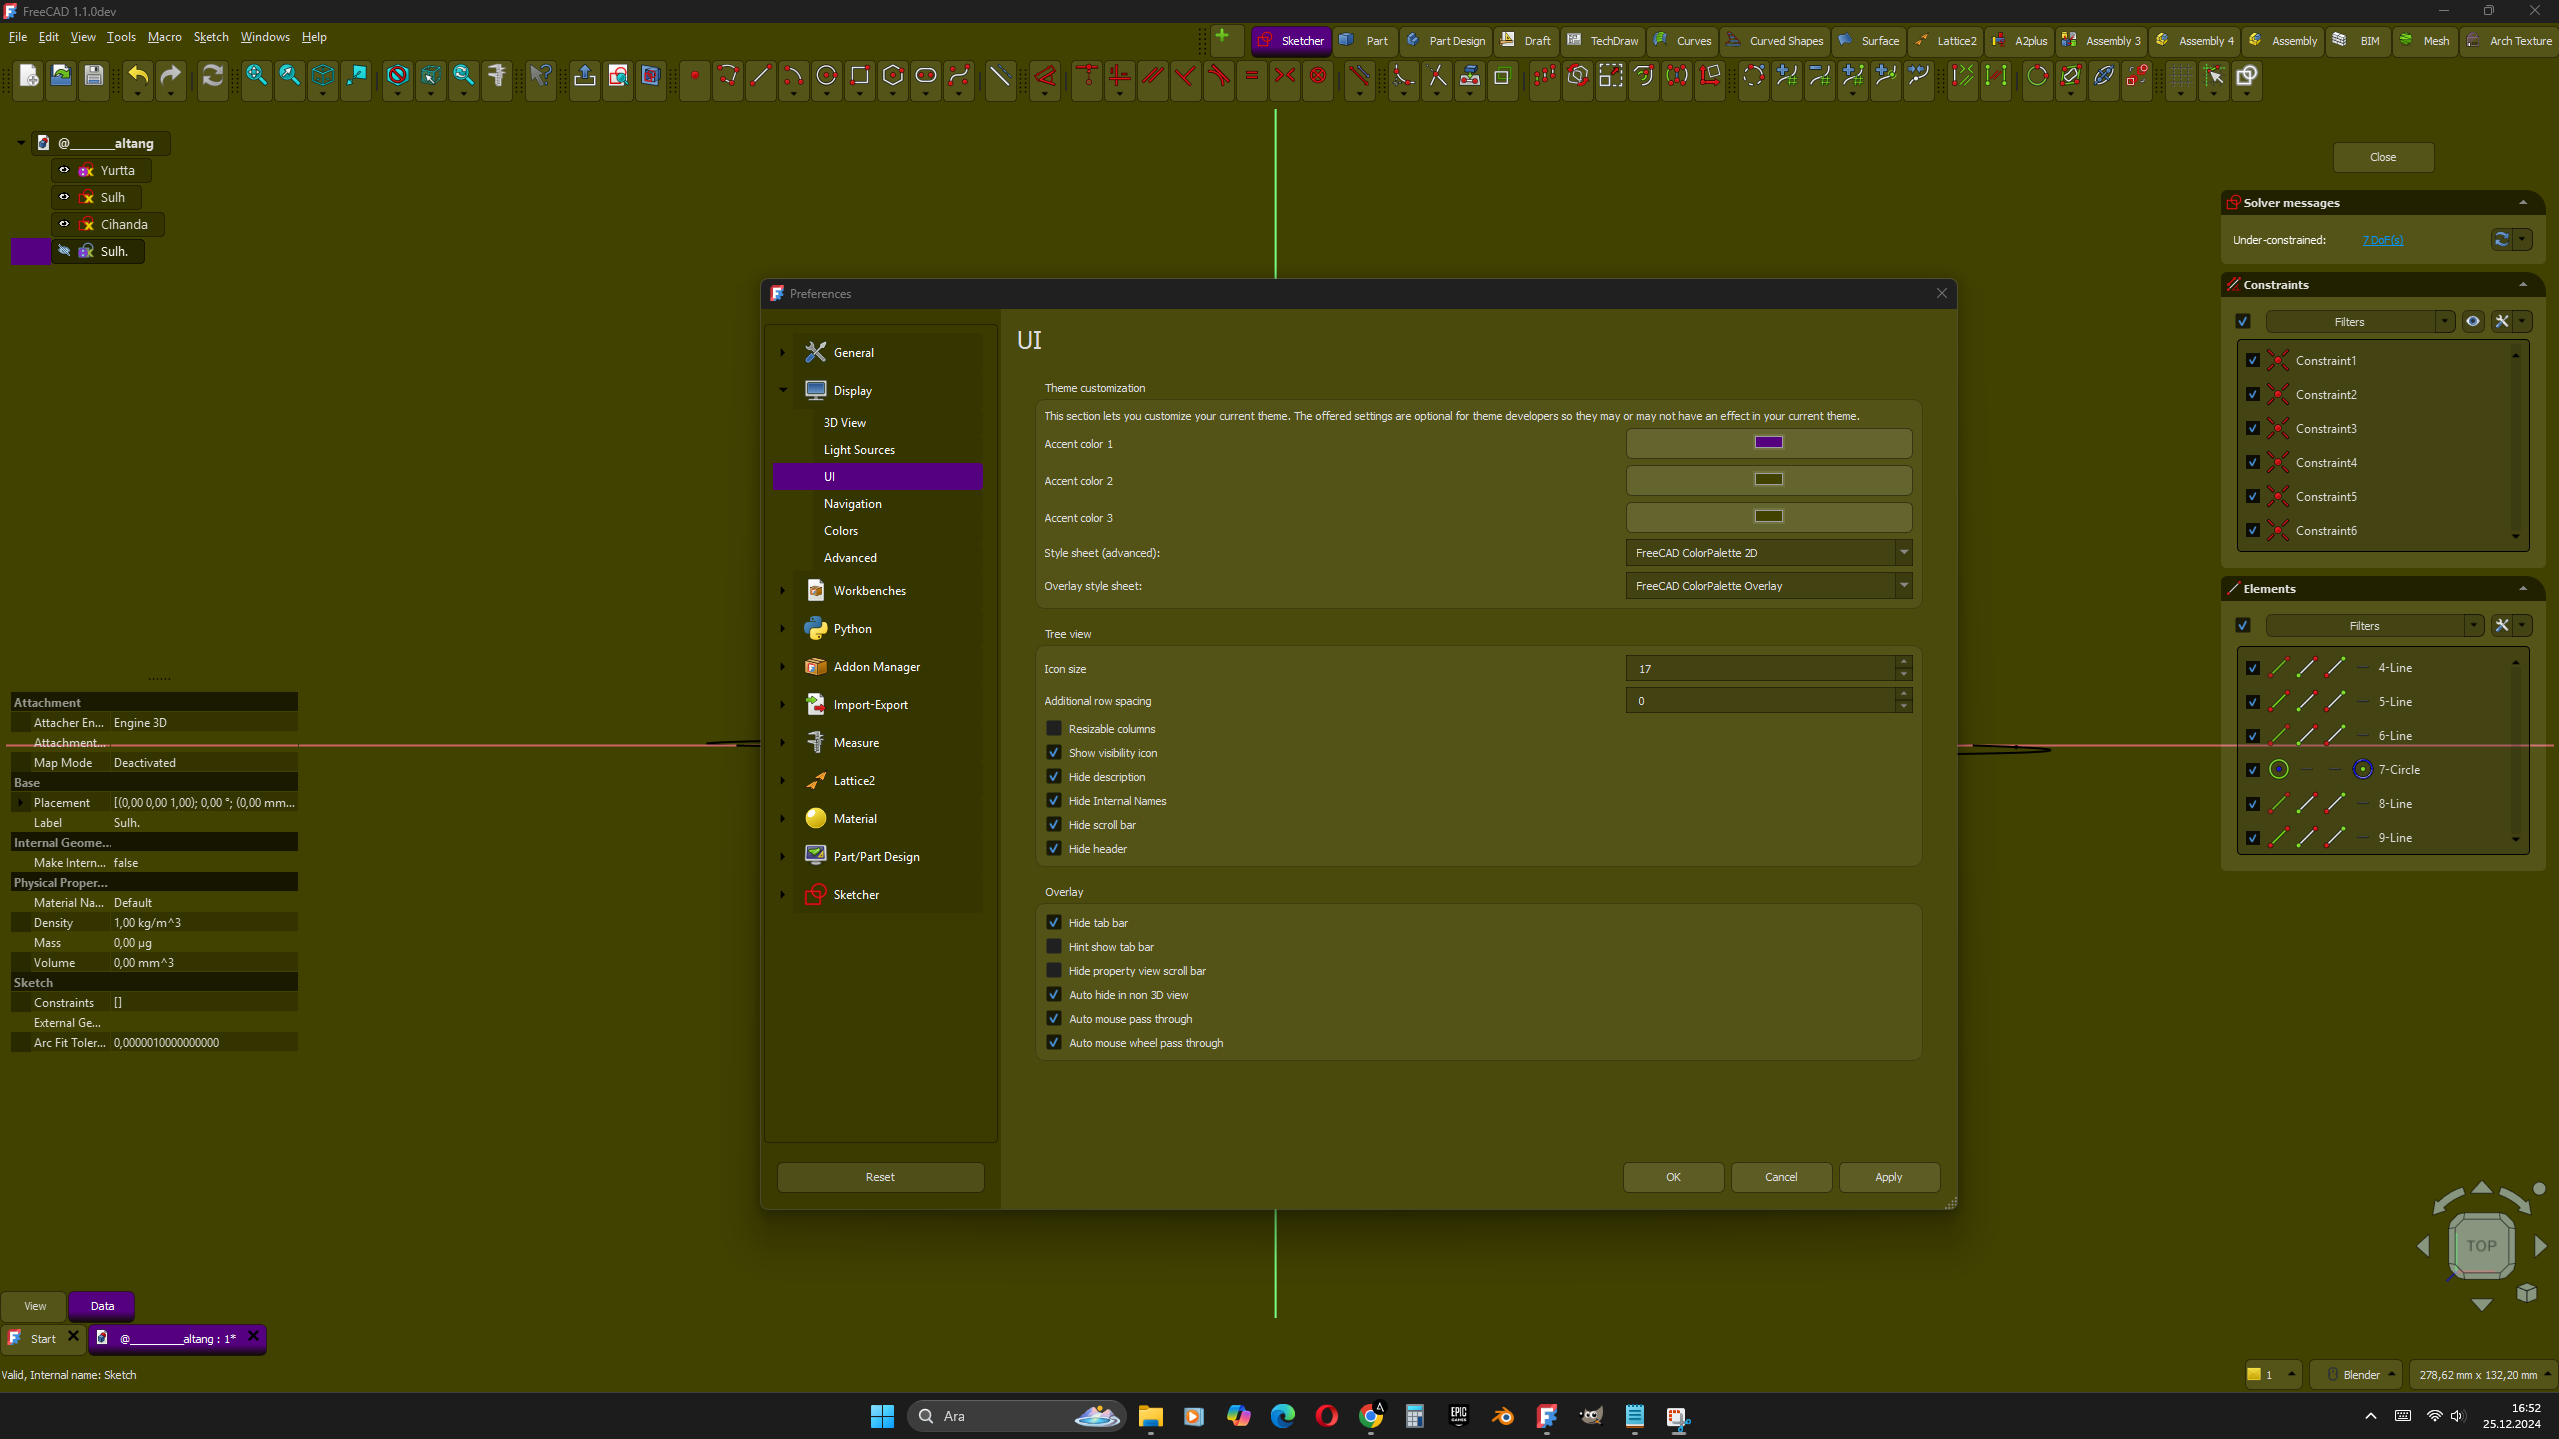 FreeCAD 1.1.0dev
File Edit View Tools Macro Sketch Windows Help
Sketcher Part Part Design Draft TechDraw Curves Curved Shapes Surface Lattice2 A2plus Assembly 3 Assembly 4 Assembly BIM Mesh Arch Texture
@______altang
Yurtta
Sulh
Cihanda
Sulh.
Attachment
Attacher En... Engine 3D
Attachment...
Map Mode Deactivated
Base
Placement [(0,00 0,00 1,00); 0,00 °; (0,00 mm...
Label Sulh.
Internal Geome...
Make Intern... false
Physical Proper...
Material Na... Default
Density 1,00 kg/m^3
Mass 0,00 µg
Volume 0,00 mm^3
Sketch
Constraints []
External Ge...
Arc Fit Toler... 0,0000010000000000
View Data
Start @________altang : 1*
Valid, Internal name: Sketch
Preferences
General
Display
3D View
Light Sources
UI
Navigation
Colors
Advanced
Workbenches
Python
Addon Manager
Import-Export
Measure
Lattice2
Material
Part/Part Design
Sketcher
Reset
UI
Theme customization
This section lets you customize your current theme. The offered settings are optional for theme developers so they may or may not have an effect in your current theme.
Accent color 1
Accent color 2
Accent color 3
Style sheet (advanced): FreeCAD ColorPalette 2D
Overlay style sheet: FreeCAD ColorPalette Overlay
Tree view
Icon size 17
Additional row spacing 0
Resizable columns
Show visibility icon
Hide description
Hide Internal Names
Hide scroll bar
Hide header
Overlay
Hide tab bar
Hint show tab bar
Hide property view scroll bar
Auto hide in non 3D view
Auto mouse pass through
Auto mouse wheel pass through
OK Cancel Apply
Close
Solver messages
Under-constrained: 7 DoF(s)
Constraints
Filters
Constraint1
Constraint2
Constraint3
Constraint4
Constraint5
Constraint6
Elements
Filters
4-Line
5-Line
6-Line
7-Circle
8-Line
9-Line
TOP
1 Blender 278,62 mm x 132,20 mm
Ara
EPIC
GAMES
16:52
25.12.2024